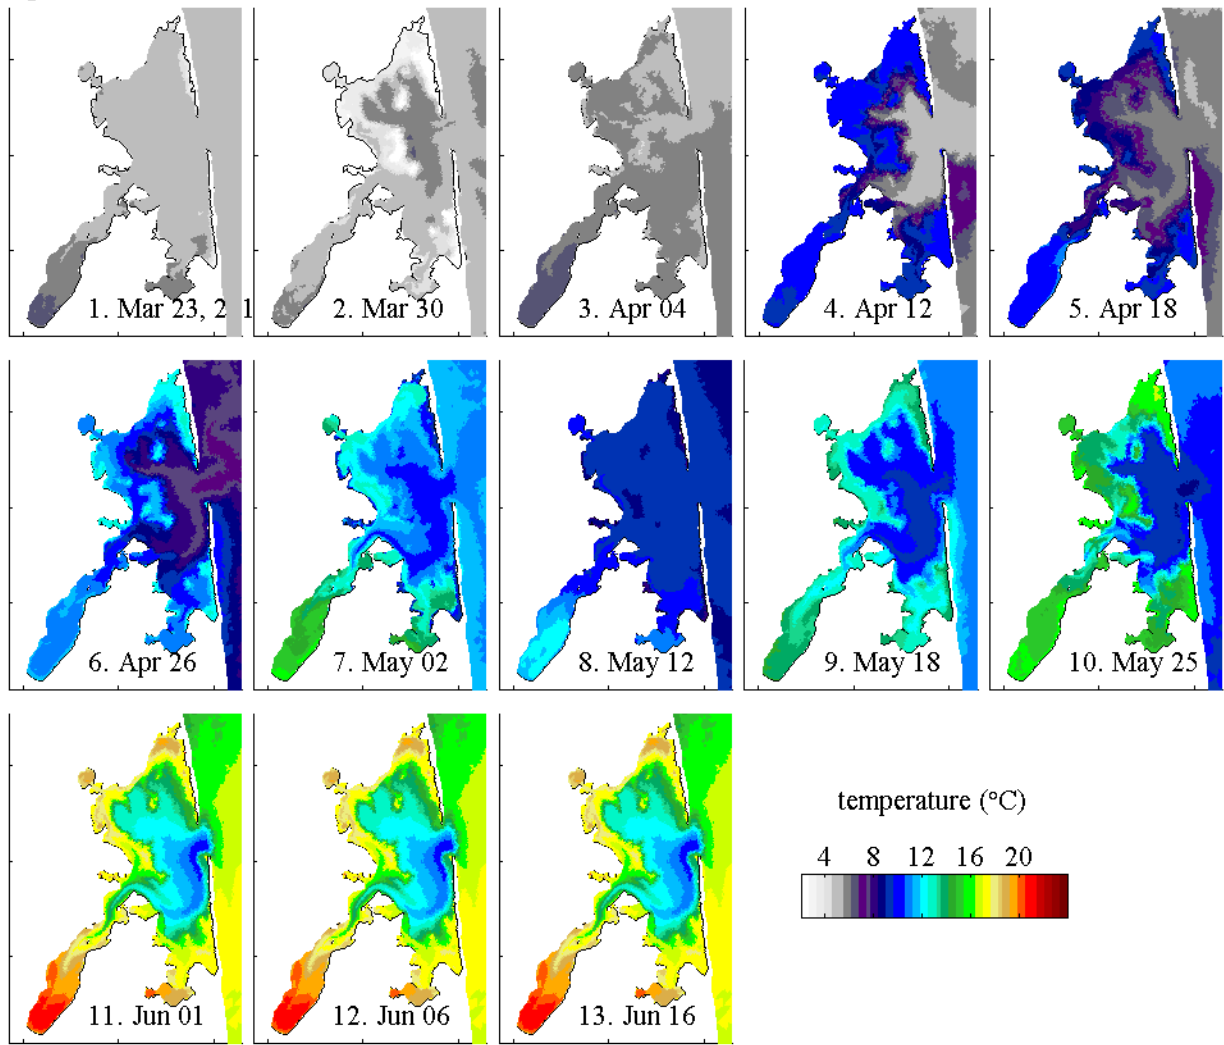 1. Mar 23, 2 1
2. Mar 30
3. Apr 04
4. Apr 12
5. Apr 18
6. Apr 26
7. May 02
8. May 12
9. May 18
10. May 25
11. Jun 01
12. Jun 06
13. Jun 16
temperature (°C)
4 8 12 16 20